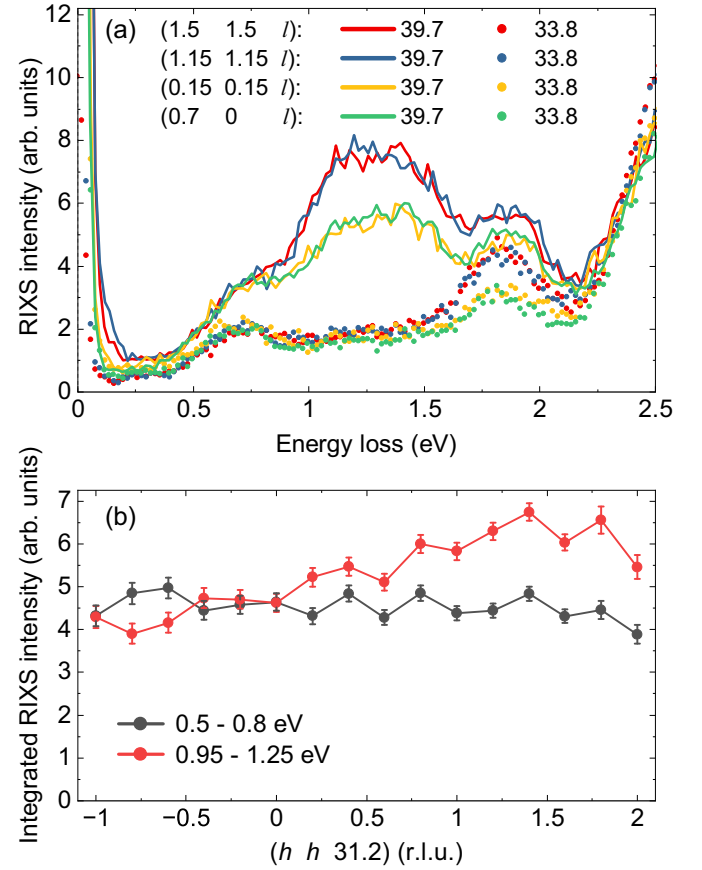 12
10
8
6
4
2
0
RIXS intensity (arb. units)
(a)
(1.5 1.5 l): 39.7 33.8
(1.15 1.15 l): 39.7 33.8
(0.15 0.15 l): 39.7 33.8
(0.7 0 l): 39.7 33.8
0 0.5 1 1.5 2 2.5
Energy loss (eV)
7
6
5
4
3
2
1
0
Integrated RIXS intensity (arb. units)
(b)
0.5 - 0.8 eV
0.95 - 1.25 eV
−1 −0.5 0 0.5 1 1.5 2
(h h 31.2) (r.l.u.)